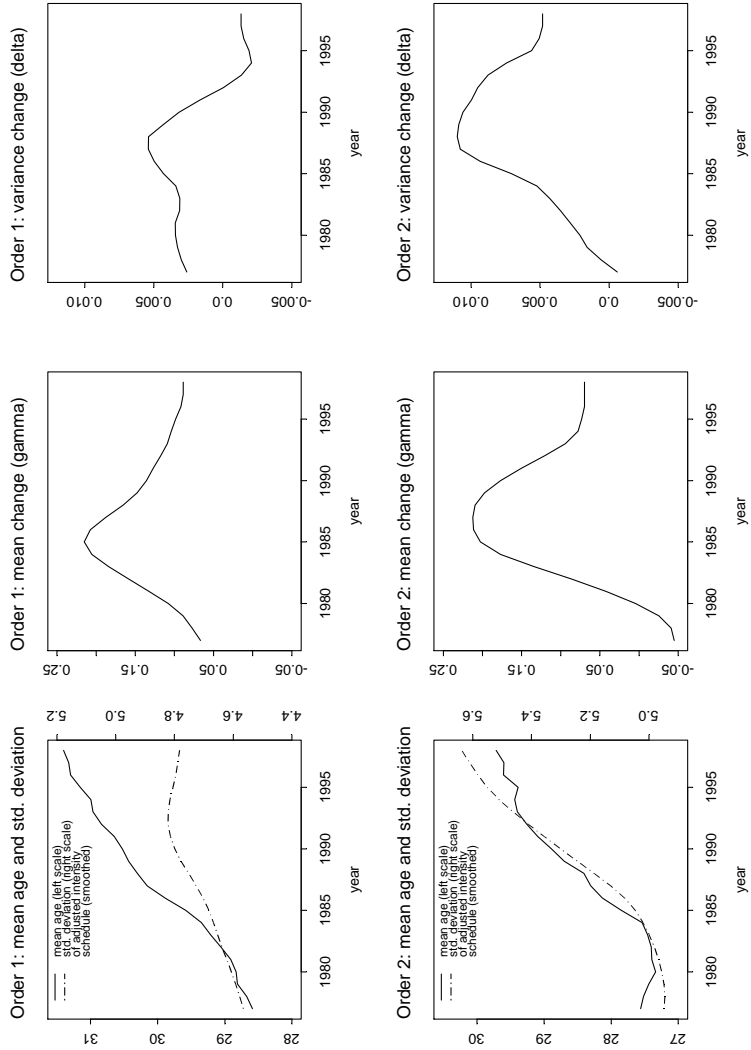 Order 1: mean age and std. deviation
mean age (left scale)
std. deviation (right scale)
of adjusted intensity
schedule (smoothed)
31
30
29
28
5.2
5.0
4.8
4.6
4.4
1980
1985
1990
1995
year
Order 1: mean change (gamma)
0.25
0.15
0.05
-0.05
1980
1985
1990
1995
year
Order 1: variance change (delta)
0.010
0.005
0.0
-0.005
1980
1985
1990
1995
year
Order 2: mean age and std. deviation
mean age (left scale)
std. deviation (right scale)
of adjusted intensity
schedule (smoothed)
30
29
28
27
5.6
5.4
5.2
5.0
1980
1985
1990
1995
year
Order 2: mean change (gamma)
0.25
0.15
0.05
-0.05
1980
1985
1990
1995
year
Order 2: variance change (delta)
0.010
0.005
0.0
-0.005
1980
1985
1990
1995
year